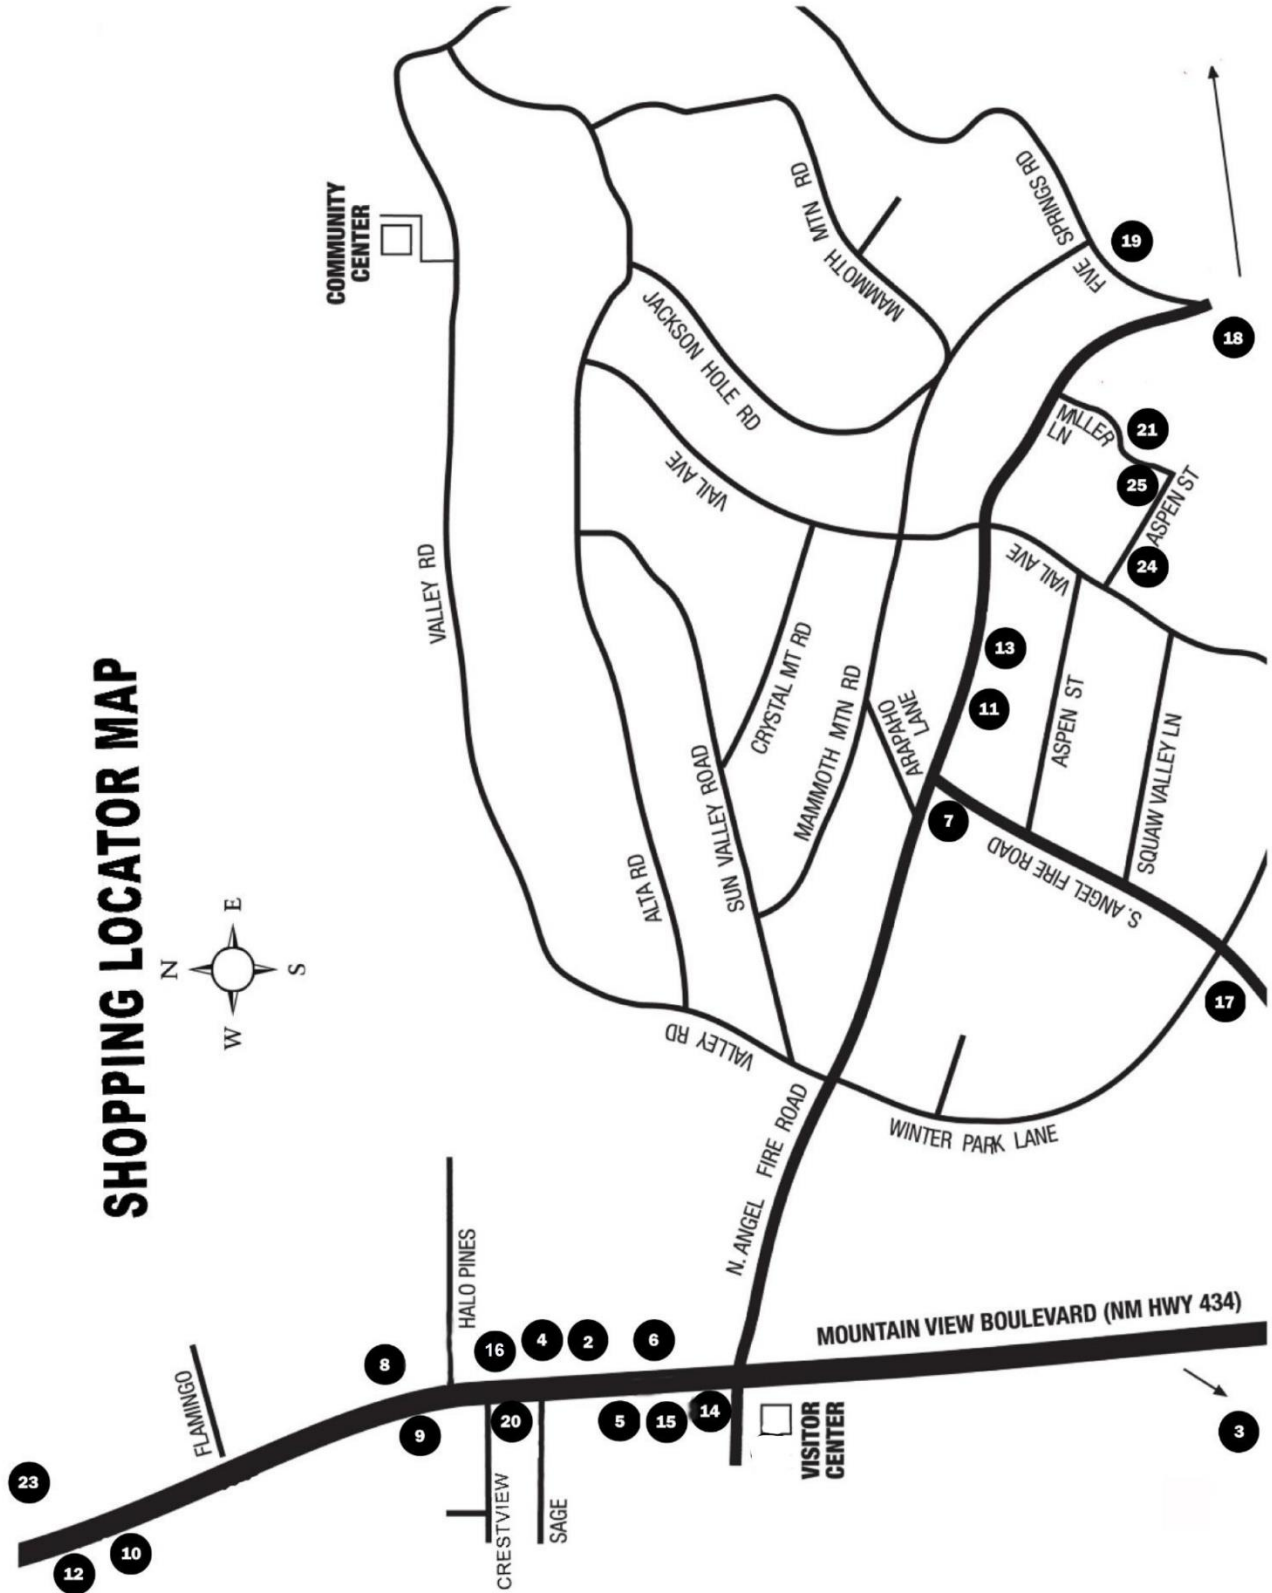 SHOPPING LOCATOR MAP
N
E
S
W
COMMUNITY
CENTER
VALLEY RD
JACKSON HOLE RD
MAMMOTH MTN RD
MAMMOTH
FIVE SPRINGS RD
19
18
MILLER
LN
21
25
ASPEN ST
24
VAIL AVE
VAIL AVE
13
11
CRYSTAL MT RD
MAMMOTH MTN RD
ARAPAHO
LANE
ASPEN ST
SQUAW VALLEY LN
7
S. ANGEL FIRE ROAD
17
ALTA RD
SUN VALLEY ROAD
VALLEY RD
WINTER PARK LANE
N. ANGEL FIRE ROAD
MOUNTAIN VIEW BOULEVARD (NM HWY 434)
HALO PINES
FLAMINGO
8
16
4
2
6
9
20
5
15
14
VISITOR
CENTER
3
CRESTVIEW
SAGE
23
10
12